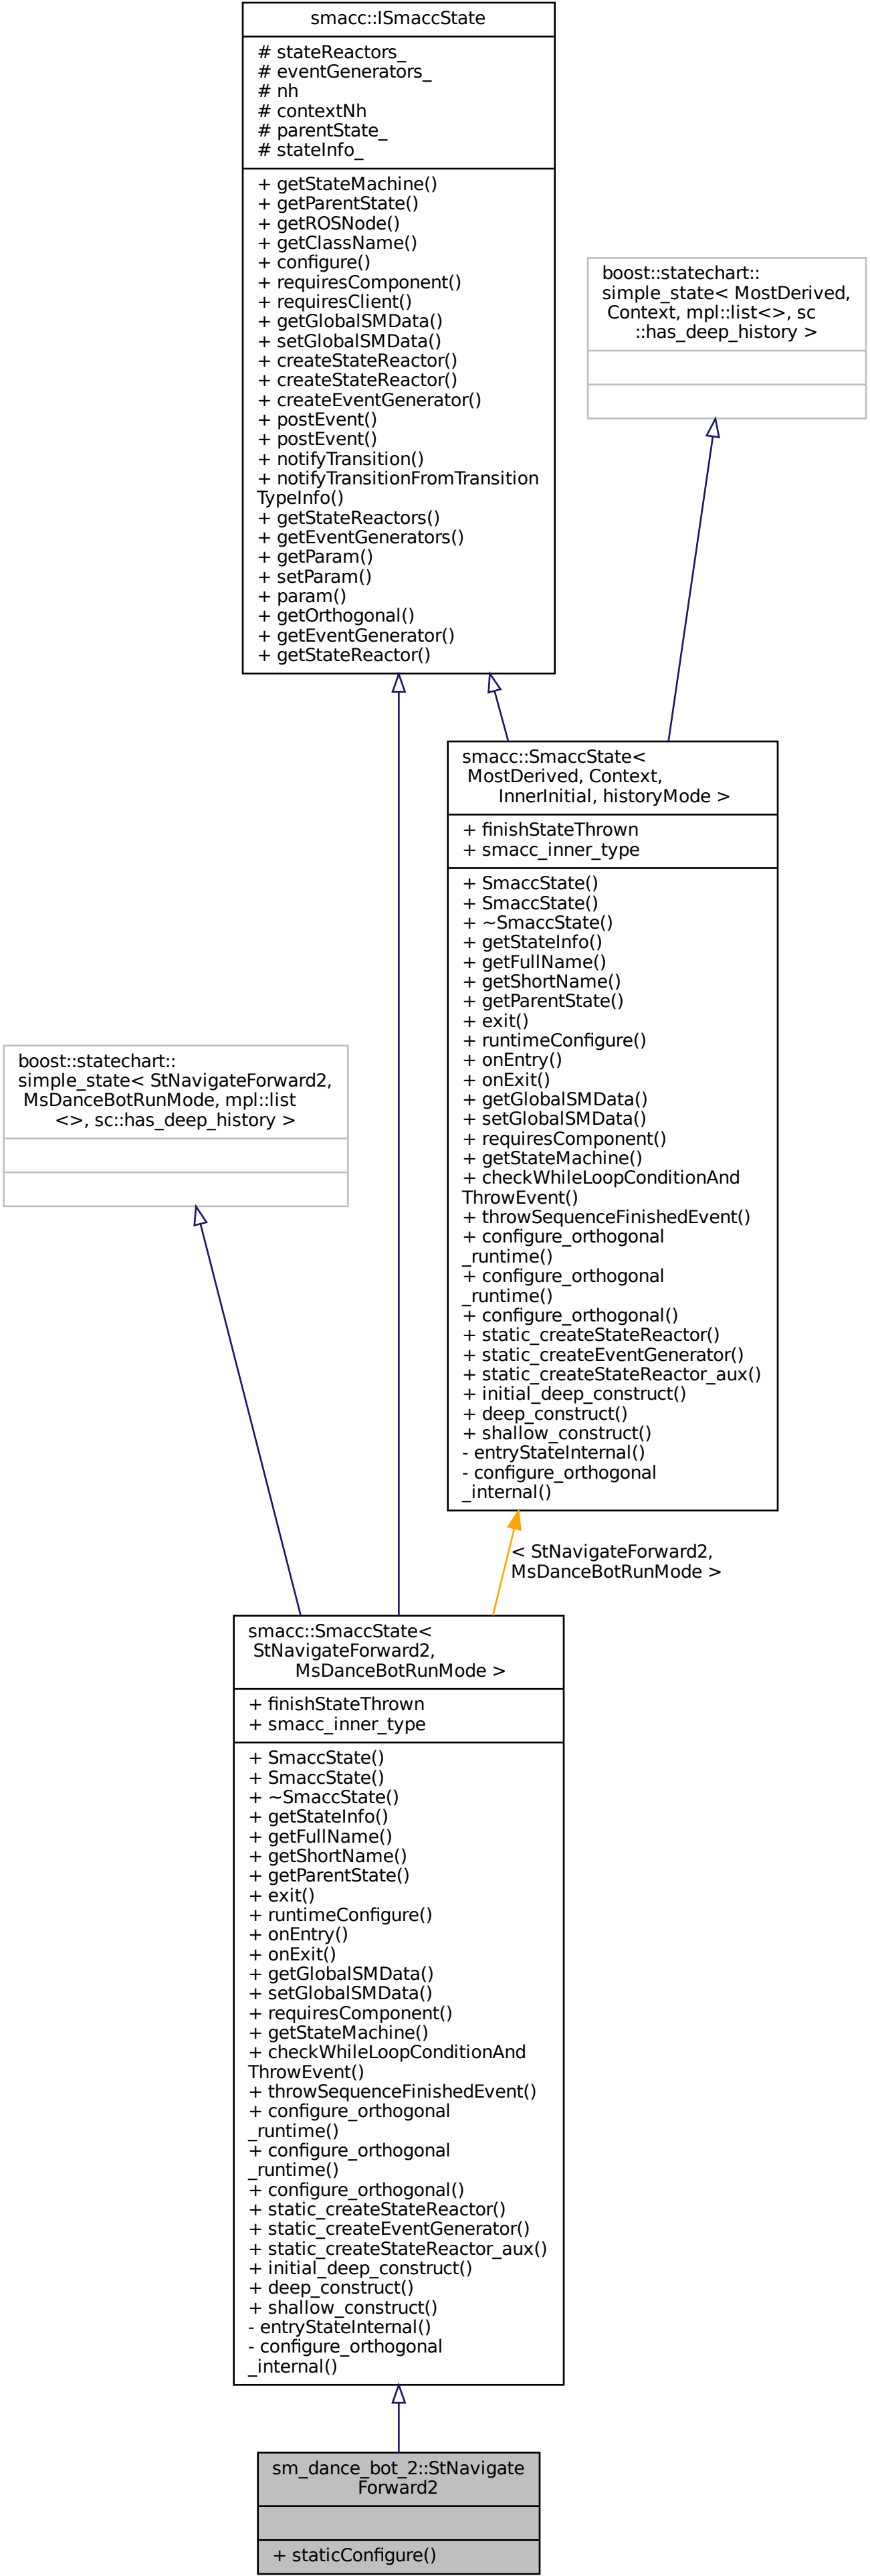 smacc::ISmaccState
# stateReactors_
# eventGenerators_
# nh
# contextNh
# parentState_
# stateInfo_
+ getStateMachine()
+ getParentState()
+ getROSNode()
+ getClassName()
+ configure()
+ requiresComponent()
+ requiresClient()
+ getGlobalSMData()
+ setGlobalSMData()
+ createStateReactor()
+ createStateReactor()
+ createEventGenerator()
+ postEvent()
+ postEvent()
+ notifyTransition()
+ notifyTransitionFromTransition
TypeInfo()
+ getStateReactors()
+ getEventGenerators()
+ getParam()
+ setParam()
+ param()
+ getOrthogonal()
+ getEventGenerator()
+ getStateReactor()
boost::statechart::
simple_state< MostDerived,
Context, mpl::list<>, sc
::has_deep_history >
smacc::SmaccState<
MostDerived, Context,
InnerInitial, historyMode >
+ finishStateThrown
+ smacc_inner_type
+ SmaccState()
+ SmaccState()
+ ~SmaccState()
+ getStateInfo()
+ getFullName()
+ getShortName()
+ getParentState()
+ exit()
+ runtimeConfigure()
+ onEntry()
+ onExit()
+ getGlobalSMData()
+ setGlobalSMData()
+ requiresComponent()
+ getStateMachine()
+ checkWhileLoopConditionAnd
ThrowEvent()
+ throwSequenceFinishedEvent()
+ configure_orthogonal
_runtime()
+ configure_orthogonal
_runtime()
+ configure_orthogonal()
+ static_createStateReactor()
+ static_createEventGenerator()
+ static_createStateReactor_aux()
+ initial_deep_construct()
+ deep_construct()
+ shallow_construct()
- entryStateInternal()
- configure_orthogonal
_internal()
boost::statechart::
simple_state< StNavigateForward2,
MsDanceBotRunMode, mpl::list
<>, sc::has_deep_history >
< StNavigateForward2,
MsDanceBotRunMode >
smacc::SmaccState<
StNavigateForward2,
MsDanceBotRunMode >
+ finishStateThrown
+ smacc_inner_type
+ SmaccState()
+ SmaccState()
+ ~SmaccState()
+ getStateInfo()
+ getFullName()
+ getShortName()
+ getParentState()
+ exit()
+ runtimeConfigure()
+ onEntry()
+ onExit()
+ getGlobalSMData()
+ setGlobalSMData()
+ requiresComponent()
+ getStateMachine()
+ checkWhileLoopConditionAnd
ThrowEvent()
+ throwSequenceFinishedEvent()
+ configure_orthogonal
_runtime()
+ configure_orthogonal
_runtime()
+ configure_orthogonal()
+ static_createStateReactor()
+ static_createEventGenerator()
+ static_createStateReactor_aux()
+ initial_deep_construct()
+ deep_construct()
+ shallow_construct()
- entryStateInternal()
- configure_orthogonal
_internal()
sm_dance_bot_2::StNavigate
Forward2
+ staticConfigure()